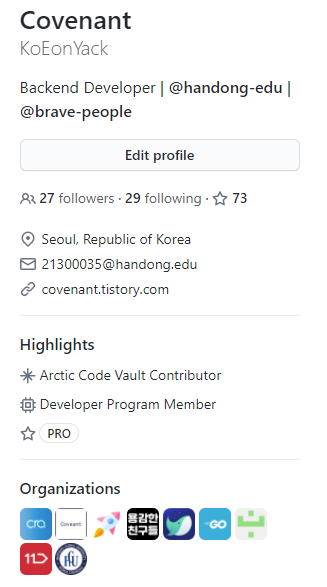 Covenant
KoEonYack
Backend Developer | @handong-edu |
@brave-people
Edit profile
27 followers · 29 following · 73
Seoul, Republic of Korea
21300035@handong.edu
covenant.tistory.com
Highlights
Arctic Code Vault Contributor
Developer Program Member
PRO
Organizations
cro Coveant 용감한 친구들 GO
11